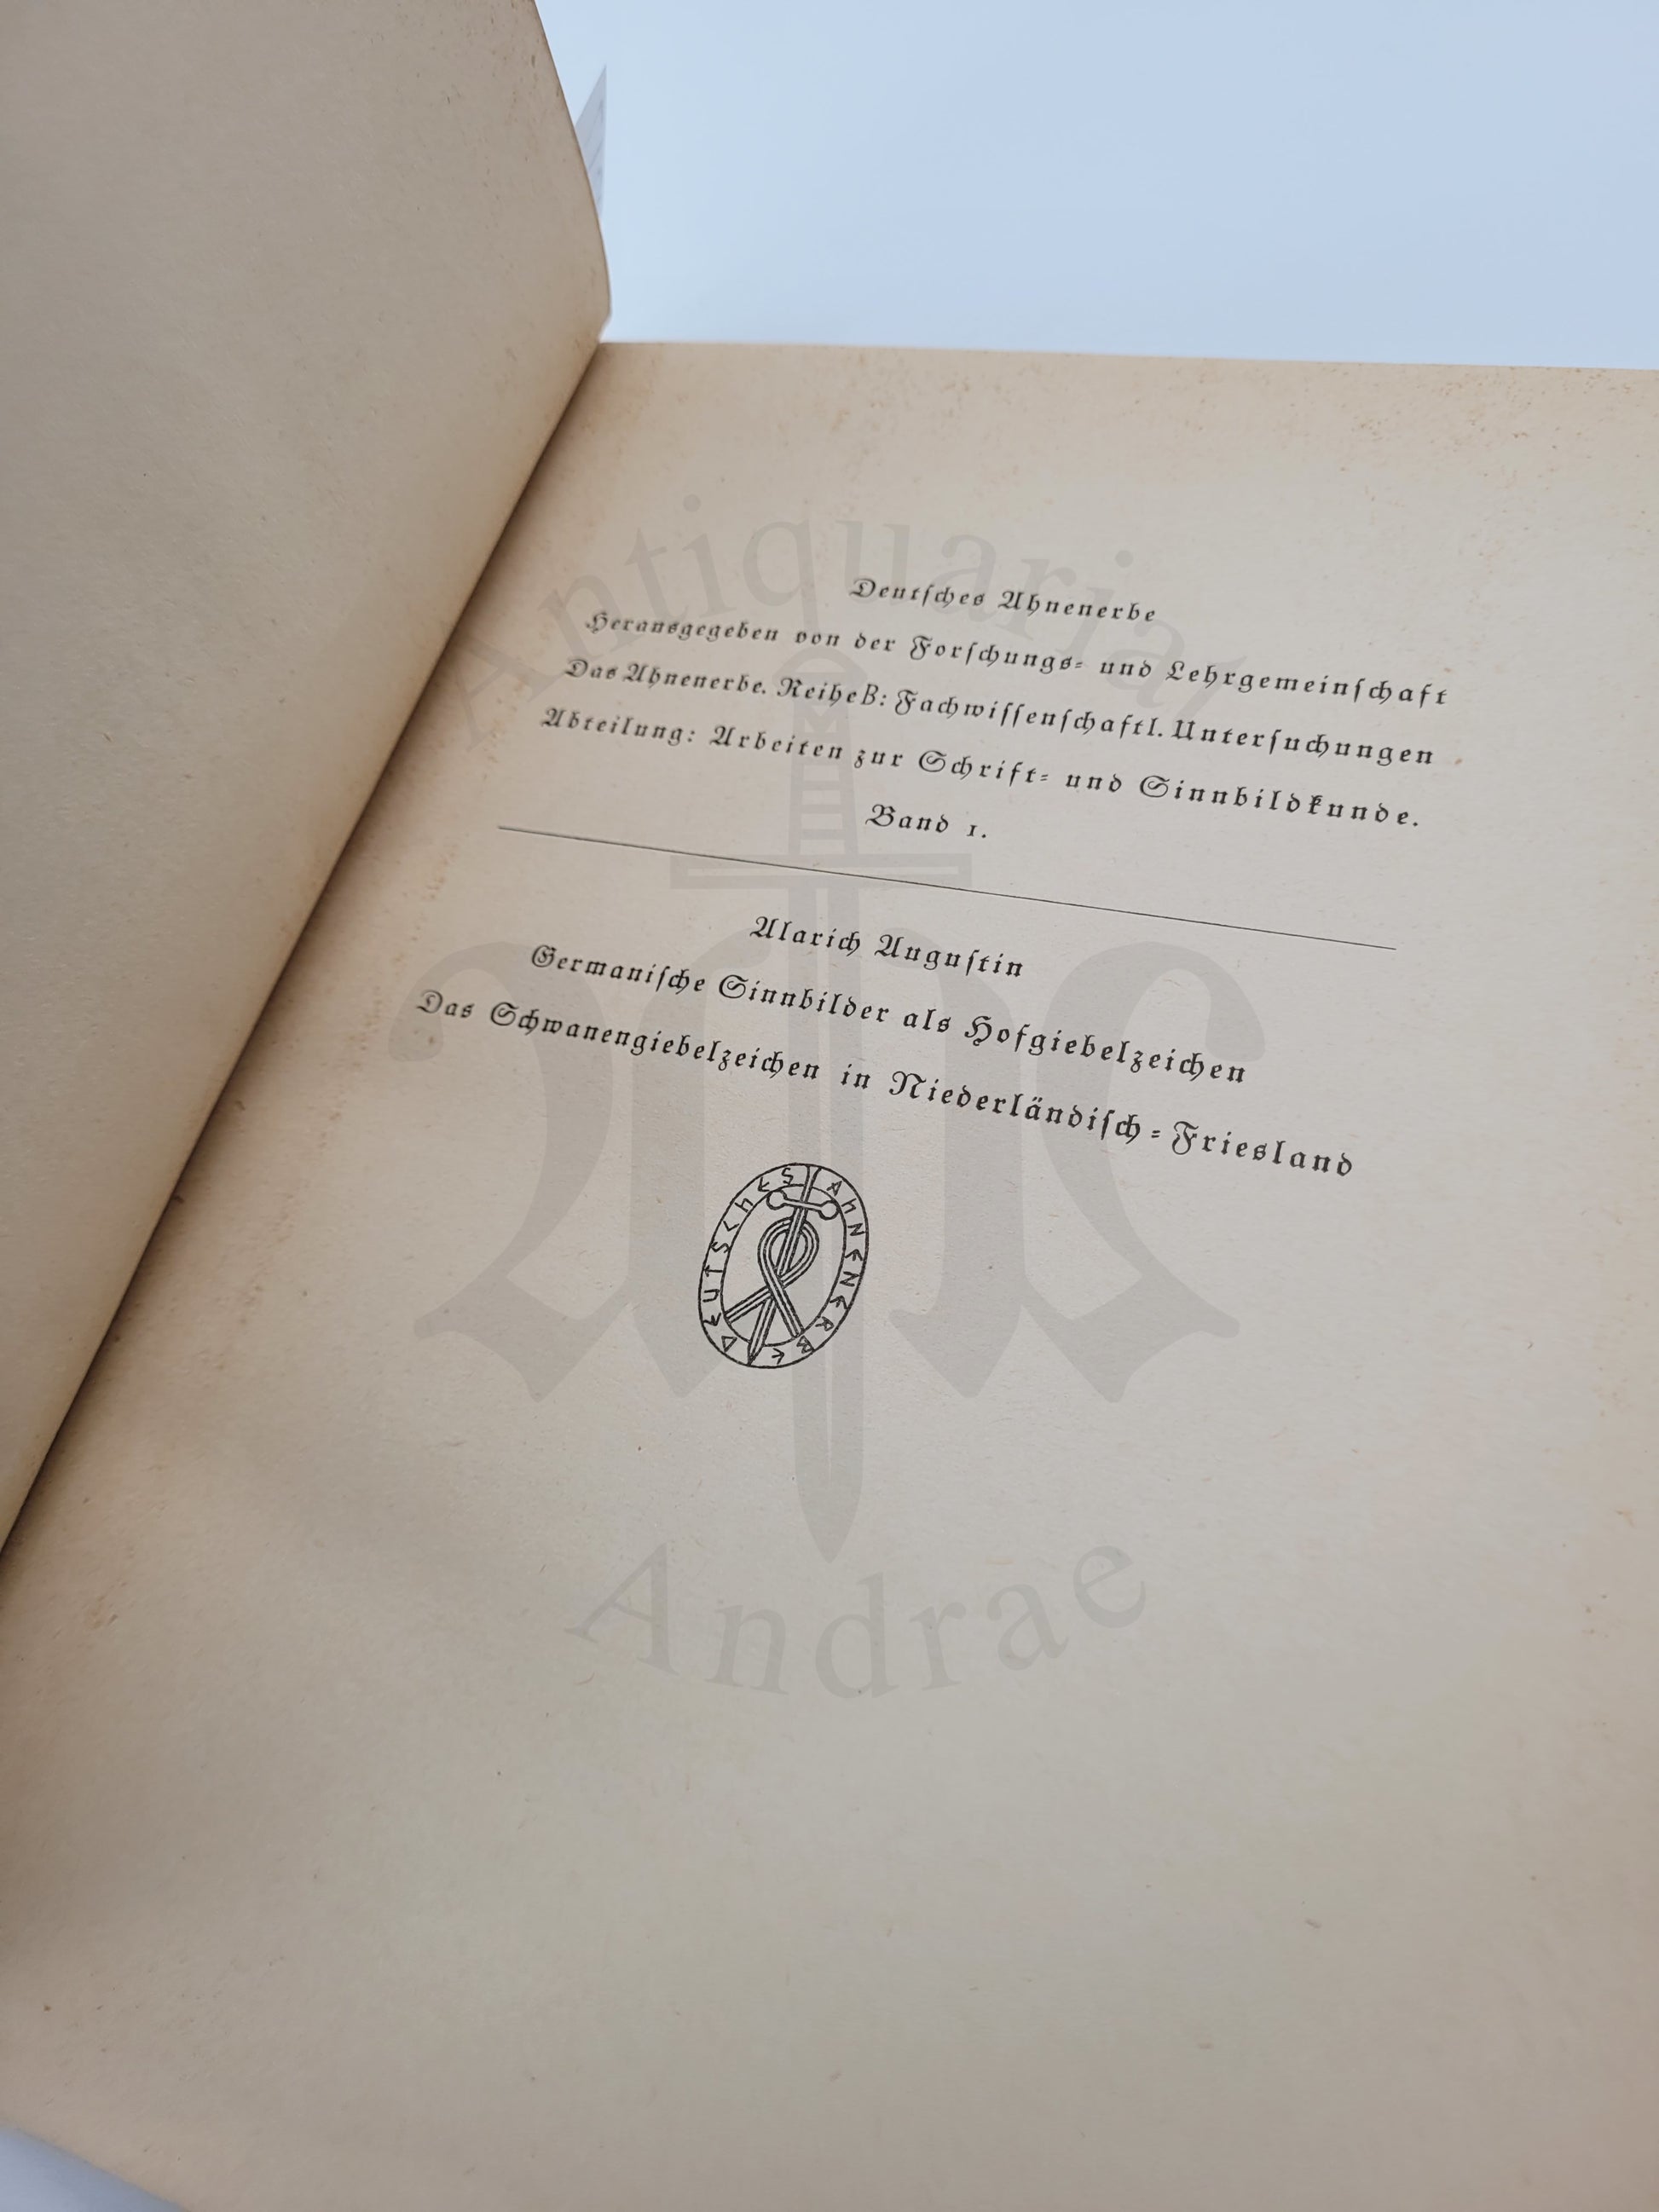 Deutsches Ahnenerbe
Herausgegeben von der Forschungs- und Lehrgemeinschaft
Das Ahnenerbe. Reihe B: Fachwissenschaftl. Untersuchungen
Abteilung: Arbeiten zur Schrift- und Sinnbildkunde.
Band 1.
Alarich Augustin
Germanische Sinnbilder als Hofgiebelzeichen
Das Schwanengiebelzeichen in Niederländisch-Friesland
DEUTSCHES AHNENERBE
Antiquariat
Andrae